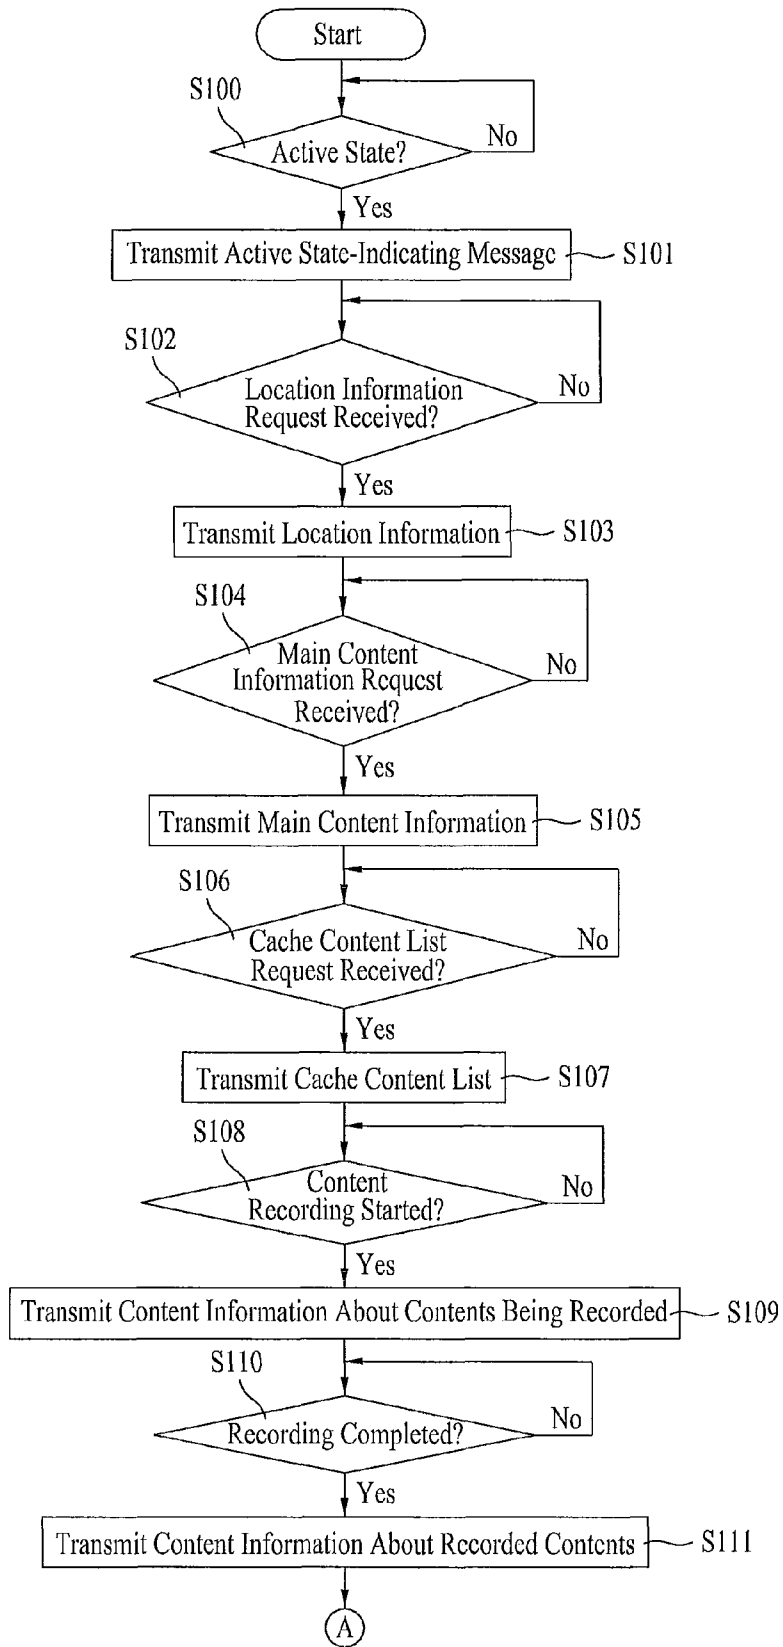 Start
S100
Active State?
No
Yes
Transmit Active State-Indicating Message
S101
S102
Location Information
Request Received?
No
Yes
Transmit Location Information
S103
S104
Main Content
Information Request
Received?
No
Yes
Transmit Main Content Information
S105
S106
Cache Content List
Request Received?
No
Yes
Transmit Cache Content List
S107
S108
Content
Recording Started?
No
Yes
Transmit Content Information About Contents Being Recorded
S109
S110
Recording Completed?
No
Yes
Transmit Content Information About Recorded Contents
S111
A